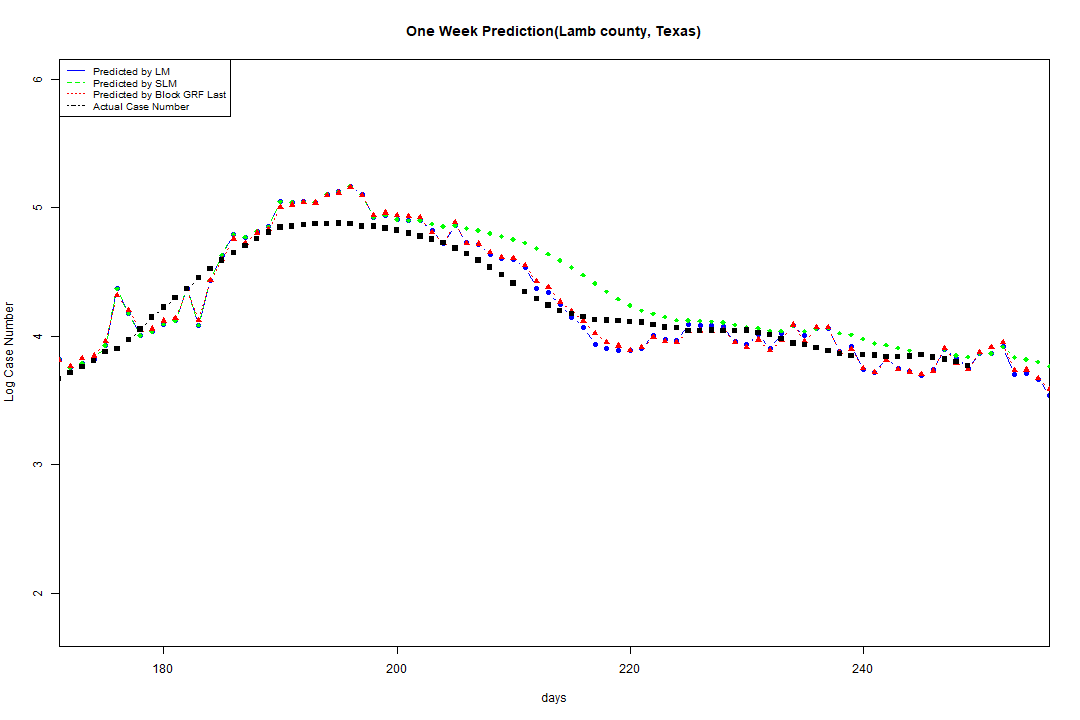 One Week Prediction(Lamb county, Texas)
Predicted by LM
Predicted by SLM
Predicted by Block GRF Last
Actual Case Number
6
5
4
3
2
Log Case Number
180 200 220 240
days